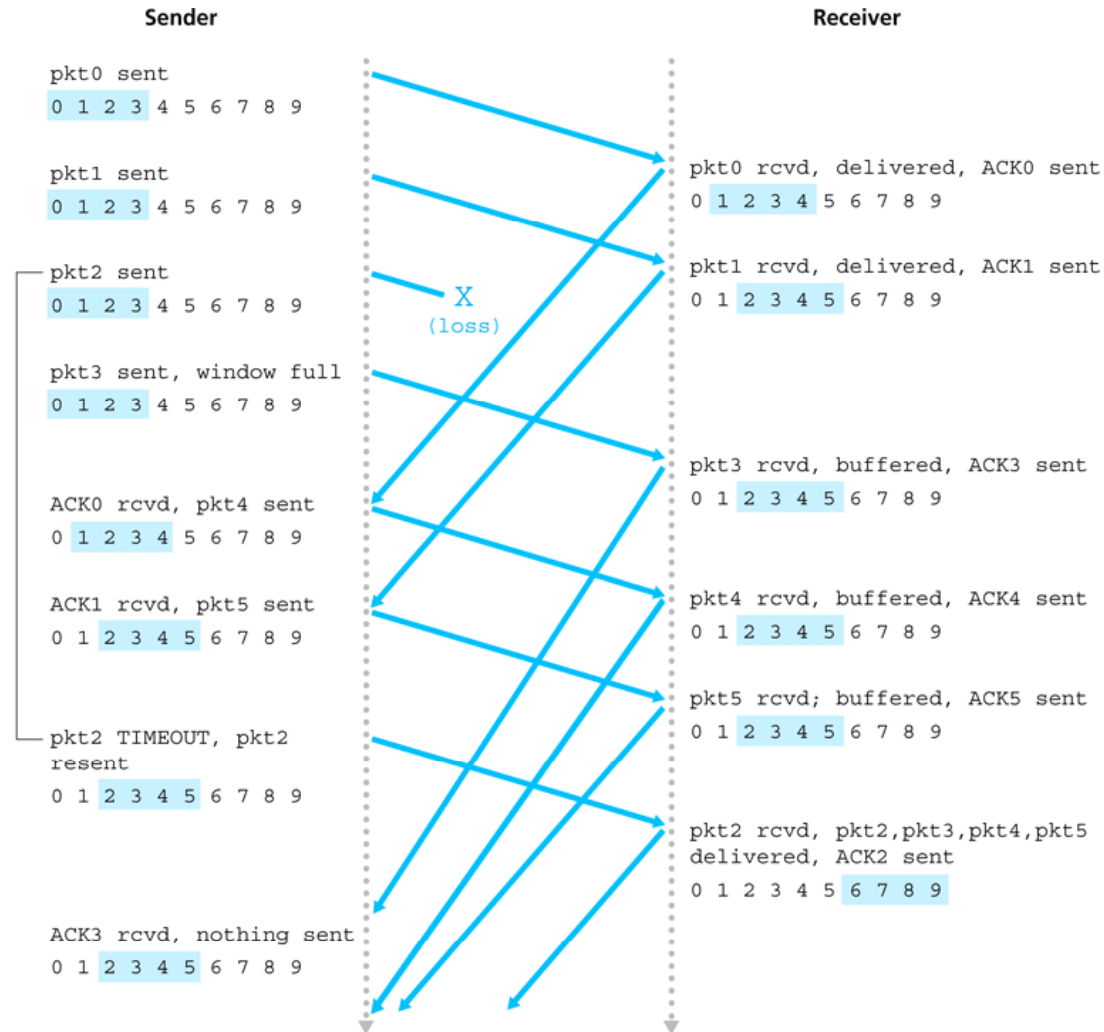 Sender
Receiver
pkt0 sent
0 1 2 3 4 5 6 7 8 9
pkt0 rcvd, delivered, ACK0 sent
0 1 2 3 4 5 6 7 8 9
pkt1 sent
0 1 2 3 4 5 6 7 8 9
pkt1 rcvd, delivered, ACK1 sent
0 1 2 3 4 5 6 7 8 9
pkt2 sent
0 1 2 3 4 5 6 7 8 9
X
(loss)
pkt3 sent, window full
0 1 2 3 4 5 6 7 8 9
pkt3 rcvd, buffered, ACK3 sent
0 1 2 3 4 5 6 7 8 9
ACK0 rcvd, pkt4 sent
0 1 2 3 4 5 6 7 8 9
pkt4 rcvd, buffered, ACK4 sent
0 1 2 3 4 5 6 7 8 9
ACK1 rcvd, pkt5 sent
0 1 2 3 4 5 6 7 8 9
pkt5 rcvd; buffered, ACK5 sent
0 1 2 3 4 5 6 7 8 9
pkt2 TIMEOUT, pkt2
resent
0 1 2 3 4 5 6 7 8 9
pkt2 rcvd, pkt2,pkt3,pkt4,pkt5
delivered, ACK2 sent
0 1 2 3 4 5 6 7 8 9
ACK3 rcvd, nothing sent
0 1 2 3 4 5 6 7 8 9